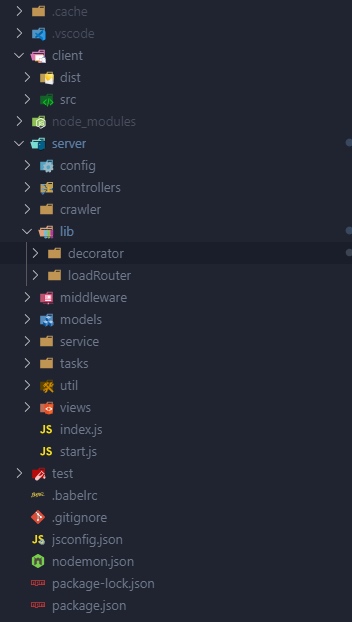 .cache
.vscode
client
dist
src
node_modules
server
config
controllers
crawler
lib
decorator
loadRouter
middleware
models
service
tasks
util
views
JS index.js
JS start.js
test
.babelrc
.gitignore
JS jsconfig.json
nodemon.json
package-lock.json
package.json